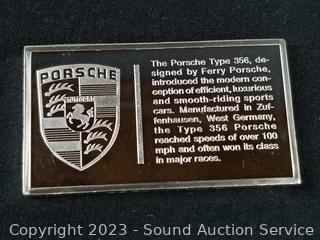 PORSCHE
STUTTGART
The Porsche Type 356, de-
signed by Ferry Porsche,
introduced the modern con-
ception of efficient, luxurious
and smooth-riding sports
cars. Manufactured in Zuf-
fenhausen, West Germany,
the Type 356 Porsche
reached speeds of over 100
mph and often won its class
in major races.
Copyright 2023 - Sound Auction Service